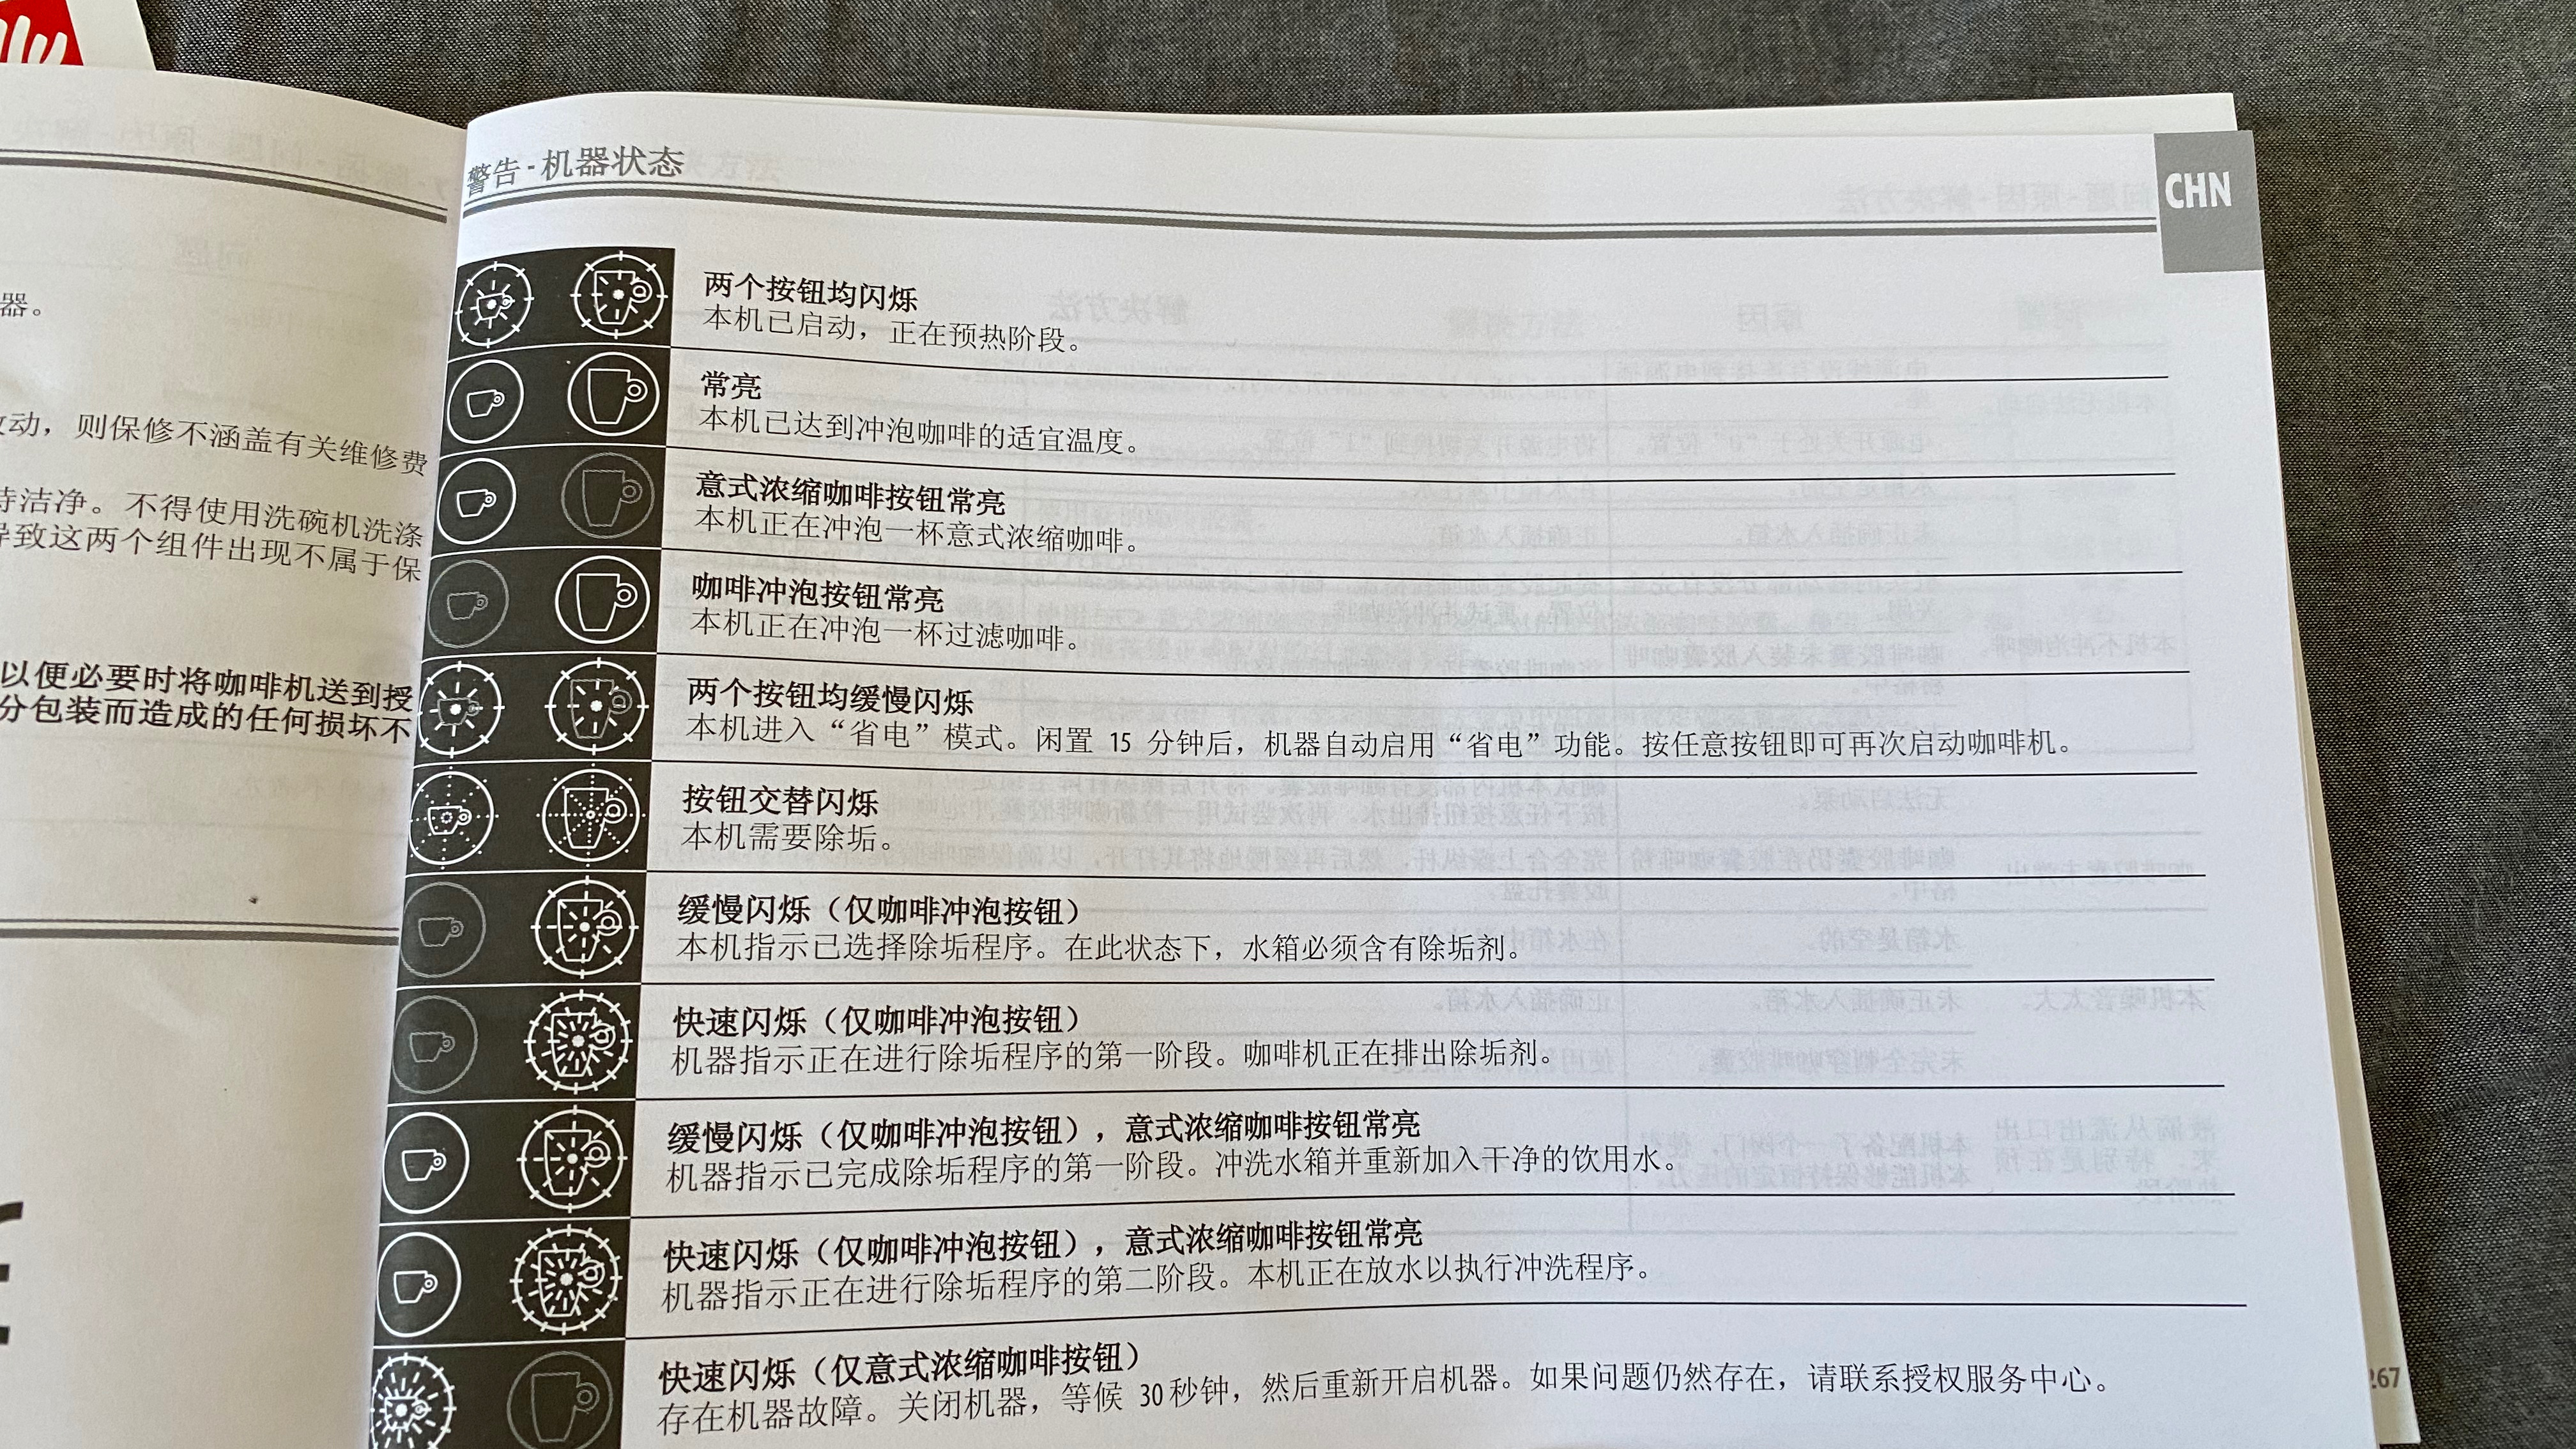 器。
动，则保修不涵盖有关维修费
持洁净。不得使用洗碗机洗涤
导致这两个组件出现不属于保
以便必要时将咖啡机送到授
分包装而造成的任何损坏不
警告-机器状态
CHN
两个按钮均闪烁
本机已启动，正在预热阶段。
常亮
本机已达到冲泡咖啡的适宜温度。
意式浓缩咖啡按钮常亮
本机正在冲泡一杯意式浓缩咖啡。
咖啡冲泡按钮常亮
本机正在冲泡一杯过滤咖啡。
两个按钮均缓慢闪烁
本机进入“省电”模式。闲置 15 分钟后，机器自动启用“省电”功能。按任意按钮即可再次启动咖啡机。
按钮交替闪烁
本机需要除垢。
缓慢闪烁（仅咖啡冲泡按钮）
本机指示已选择除垢程序。在此状态下，水箱必须含有除垢剂。
快速闪烁（仅咖啡冲泡按钮）
机器指示正在进行除垢程序的第一阶段。咖啡机正在排出除垢剂。
缓慢闪烁（仅咖啡冲泡按钮），意式浓缩咖啡按钮常亮
机器指示已完成除垢程序的第一阶段。冲洗水箱并重新加入干净的饮用水。
快速闪烁（仅咖啡冲泡按钮），意式浓缩咖啡按钮常亮
机器指示正在进行除垢程序的第二阶段。本机正在放水以执行冲洗程序。
快速闪烁（仅意式浓缩咖啡按钮）
存在机器故障。关闭机器，等候 30 秒钟，然后重新开启机器。如果问题仍然存在，请联系授权服务中心。
267